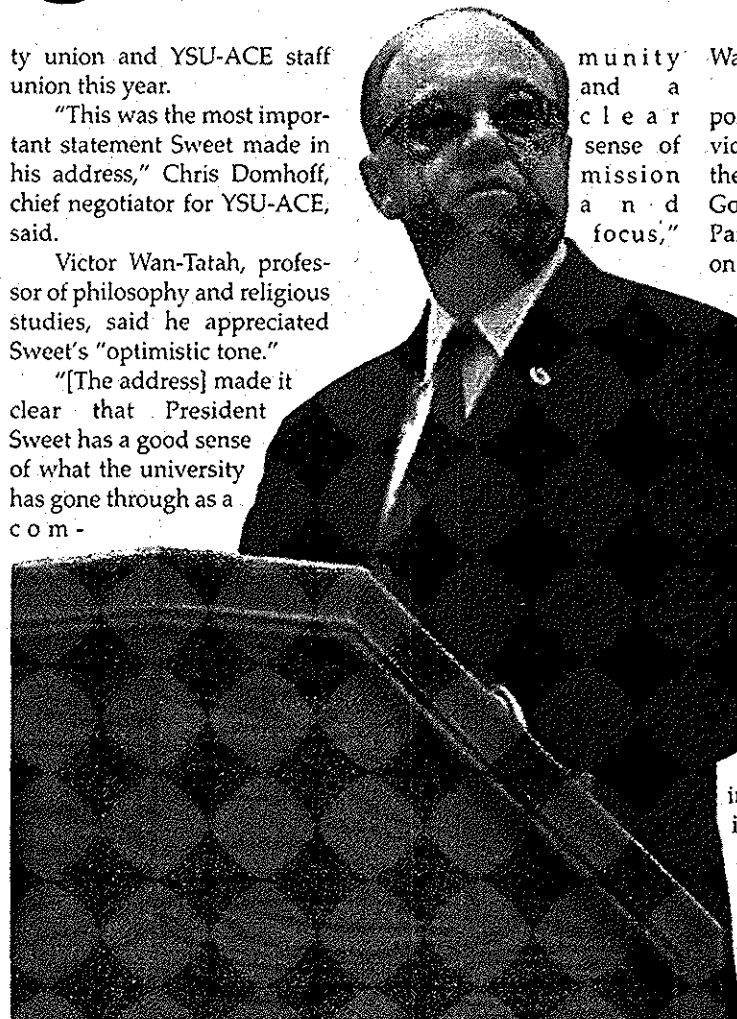 ty union and YSU-ACE staff
union this year.
"This was the most impor-
tant statement Sweet made in
his address," Chris Domhoff,
chief negotiator for YSU-ACE,
said.
Victor Wan-Tatah, profes-
sor of philosophy and religious
studies, said he appreciated
Sweet's "optimistic tone."
"[The address] made it
clear that President
Sweet has a good sense
of what the university
has gone through as a
com-
munity
and a
clear
sense of
mission
and
focus,"